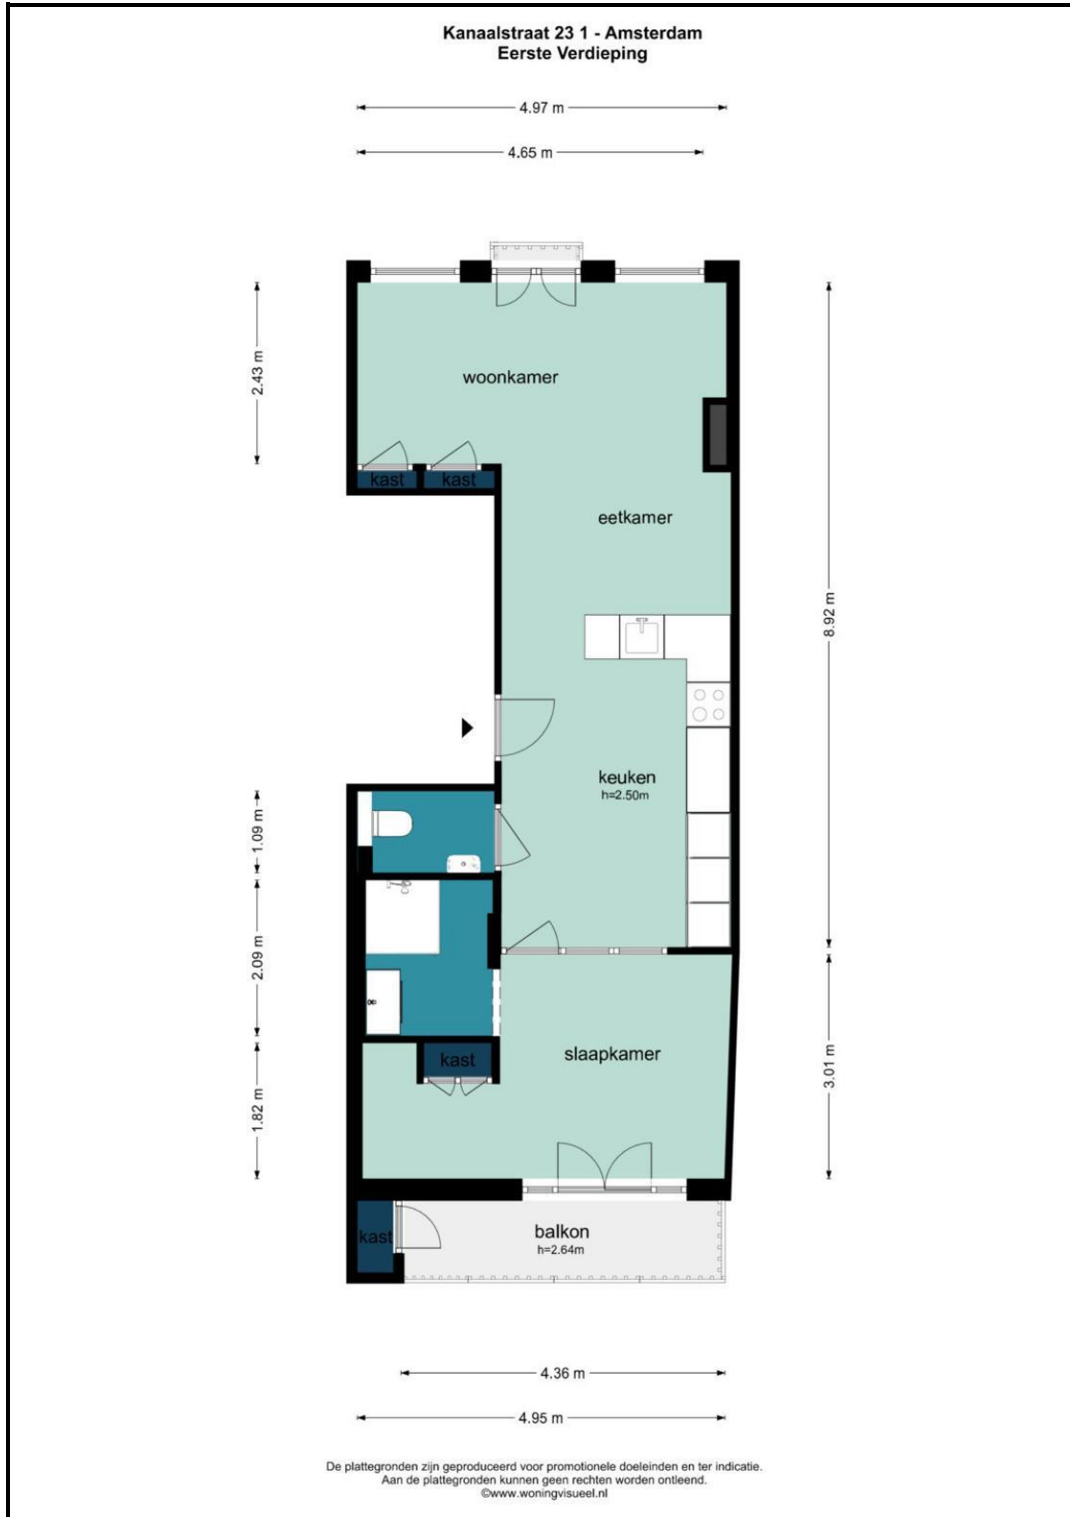 Kanaalstraat 23 1 - Amsterdam
Eerste Verdieping
4.97 m
4.65 m
2.43 m
woonkamer
kast
kast
eetkamer
8.92 m
keuken
h=2.50m
1.09 m
2.09 m
slaapkamer
kast
3.01 m
1.82 m
kast
balkon
h=2.64m
4.36 m
4.95 m
De plattegronden zijn geproduceerd voor promotionele doeleinden en ter indicatie.
Aan de plattegronden kunnen geen rechten worden ontleend.
©www.woningvisueel.nl